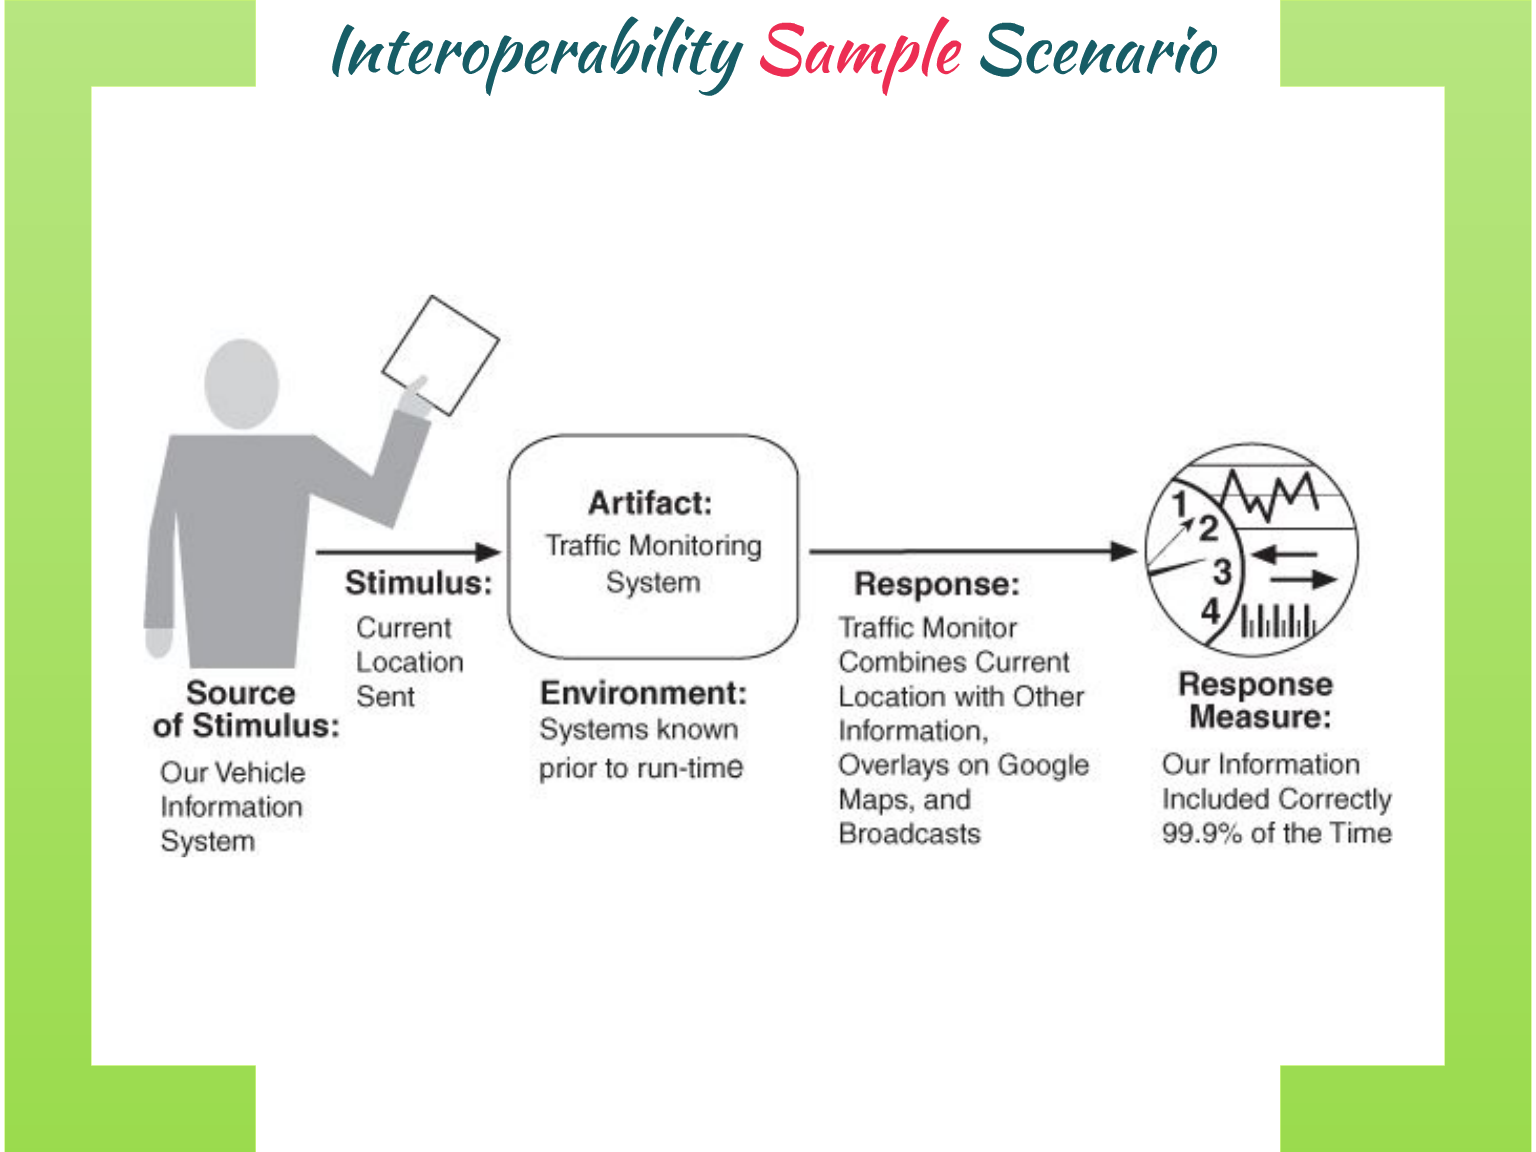 Interoperability Sample Scenario
Source
of Stimulus:
Our Vehicle
Information
System
Stimulus:
Current
Location
Sent
Artifact:
Traffic Monitoring
System
Environment:
Systems known
prior to run-time
Response:
Traffic Monitor
Combines Current
Location with Other
Information,
Overlays on Google
Maps, and
Broadcasts
1
2
3
4
Response
Measure:
Our Information
Included Correctly
99.9% of the Time